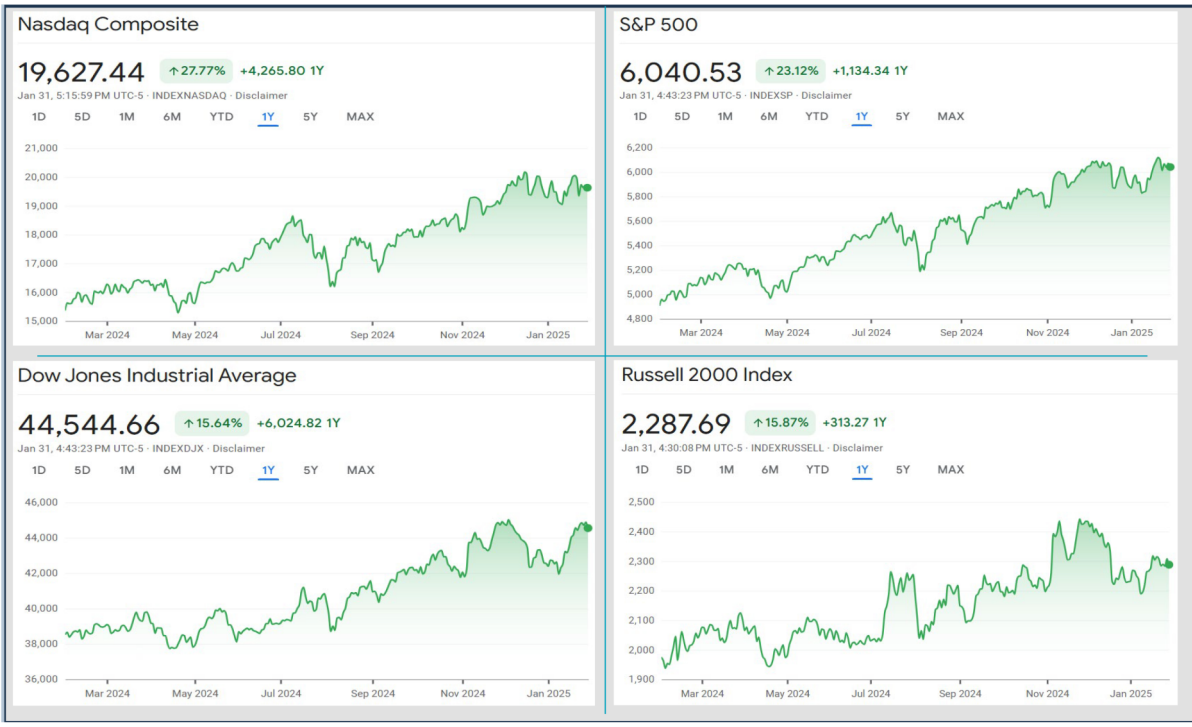 Nasdaq Composite
19,627.44 ↑27.77% +4,265.80 1Y
Jan 31, 5:15:59 PM UTC-5 · INDEXNASDAQ · Disclaimer
1D 5D 1M 6M YTD 1Y 5Y MAX
21,000
20,000
19,000
18,000
17,000
16,000
15,000
Mar 2024 May 2024 Jul 2024 Sep 2024 Nov 2024 Jan 2025
S&P 500
6,040.53 ↑23.12% +1,134.34 1Y
Jan 31, 4:43:23 PM UTC-5 · INDEXSP · Disclaimer
1D 5D 1M 6M YTD 1Y 5Y MAX
6,200
6,000
5,800
5,600
5,400
5,200
5,000
4,800
Mar 2024 May 2024 Jul 2024 Sep 2024 Nov 2024 Jan 2025
Dow Jones Industrial Average
44,544.66 ↑15.64% +6,024.82 1Y
Jan 31, 4:43:23 PM UTC-5 · INDEXDJX · Disclaimer
1D 5D 1M 6M YTD 1Y 5Y MAX
46,000
44,000
42,000
40,000
38,000
36,000
Mar 2024 May 2024 Jul 2024 Sep 2024 Nov 2024 Jan 2025
Russell 2000 Index
2,287.69 ↑15.87% +313.27 1Y
Jan 31, 4:30:08 PM UTC-5 · INDEXRUSSELL · Disclaimer
1D 5D 1M 6M YTD 1Y 5Y MAX
2,500
2,400
2,300
2,200
2,100
2,000
1,900
Mar 2024 May 2024 Jul 2024 Sep 2024 Nov 2024 Jan 2025